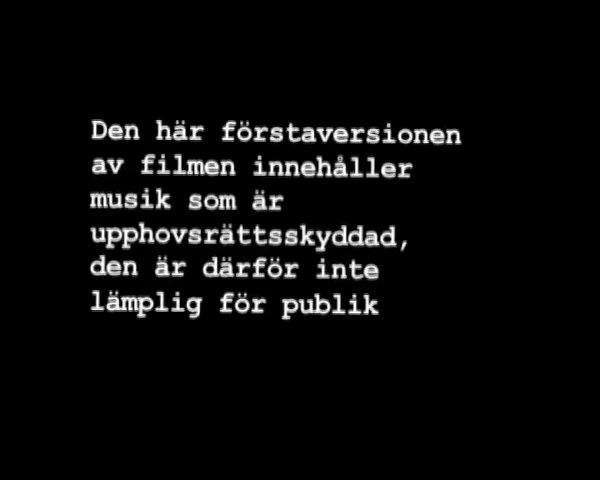 Den här förstaversionen
av filmen innehåller
musik som är
upphovsrättsskyddad,
den är därför inte
lämplig för publik